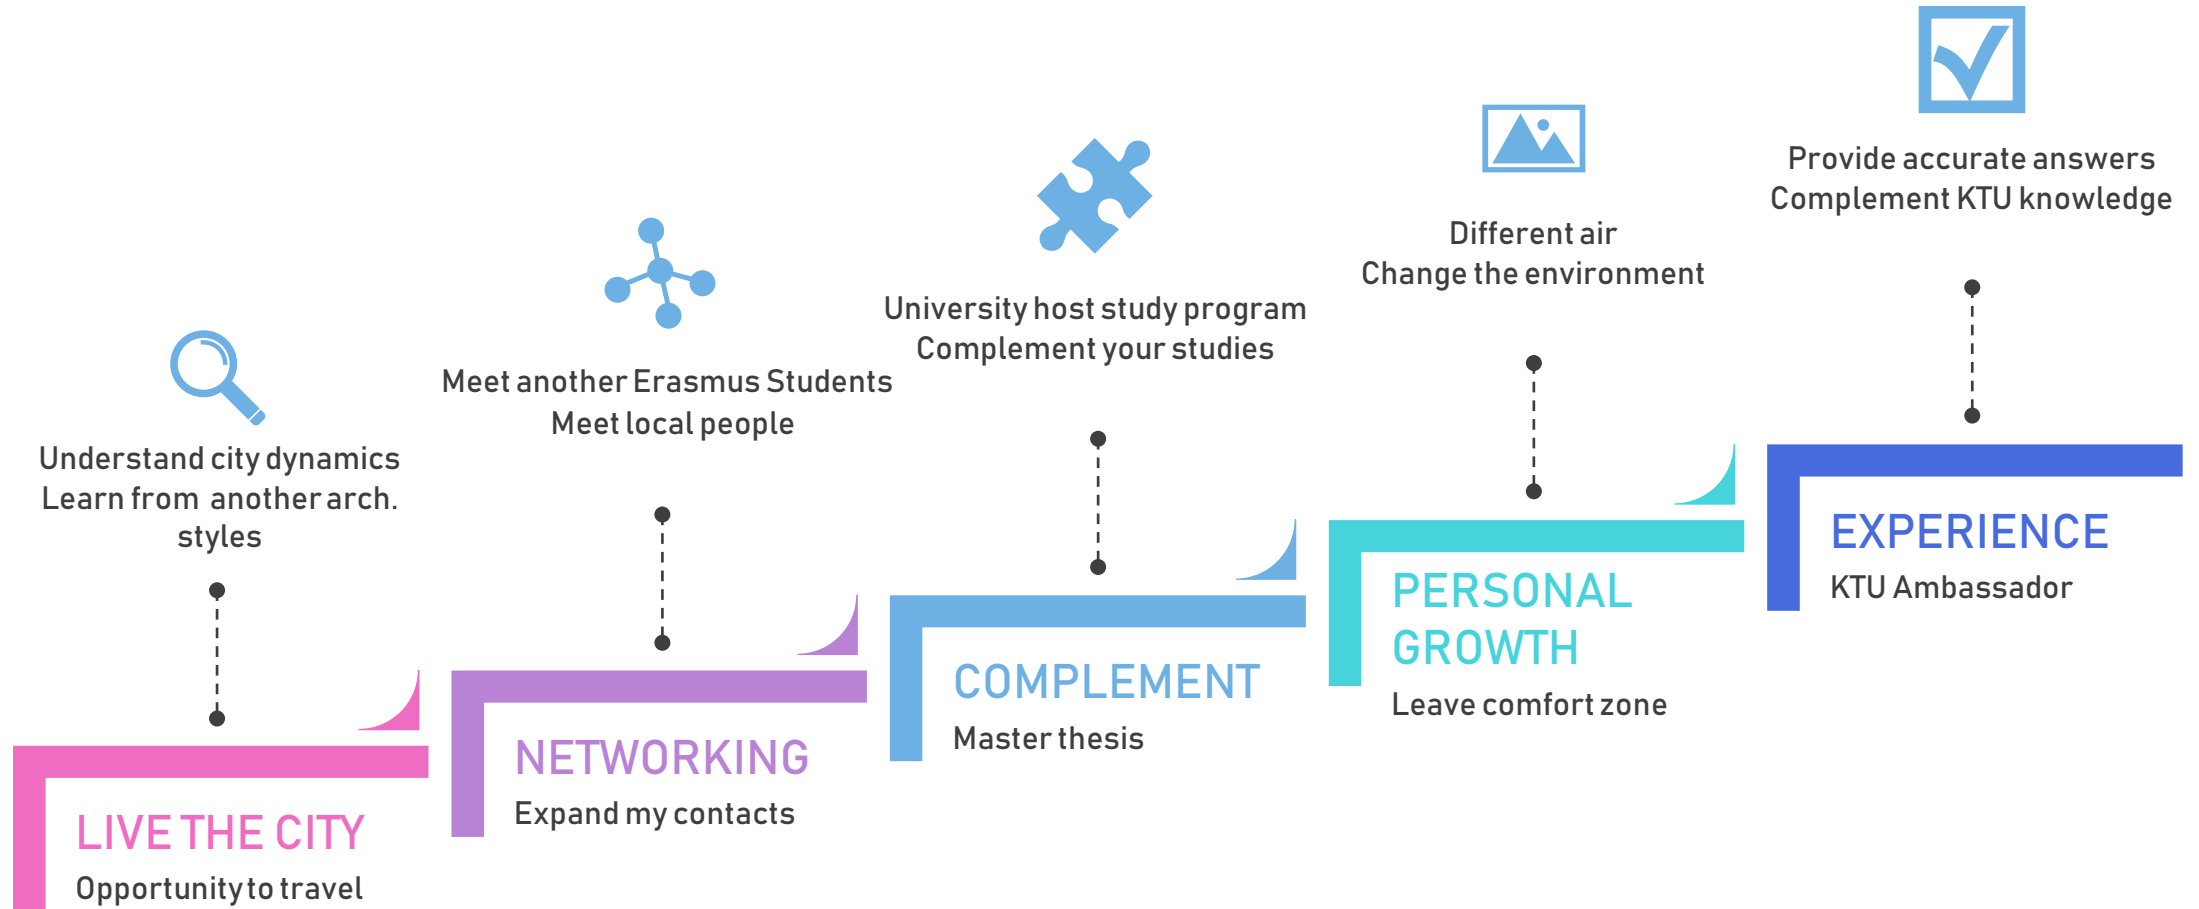 Understand city dynamics
Learn from another arch.
styles
LIVE THE CITY
Opportunity to travel
Meet another Erasmus Students
Meet local people
NETWORKING
Expand my contacts
University host study program
Complement your studies
COMPLEMENT
Master thesis
Different air
Change the environment
PERSONAL
GROWTH
Leave comfort zone
Provide accurate answers
Complement KTU knowledge
EXPERIENCE
KTU Ambassador